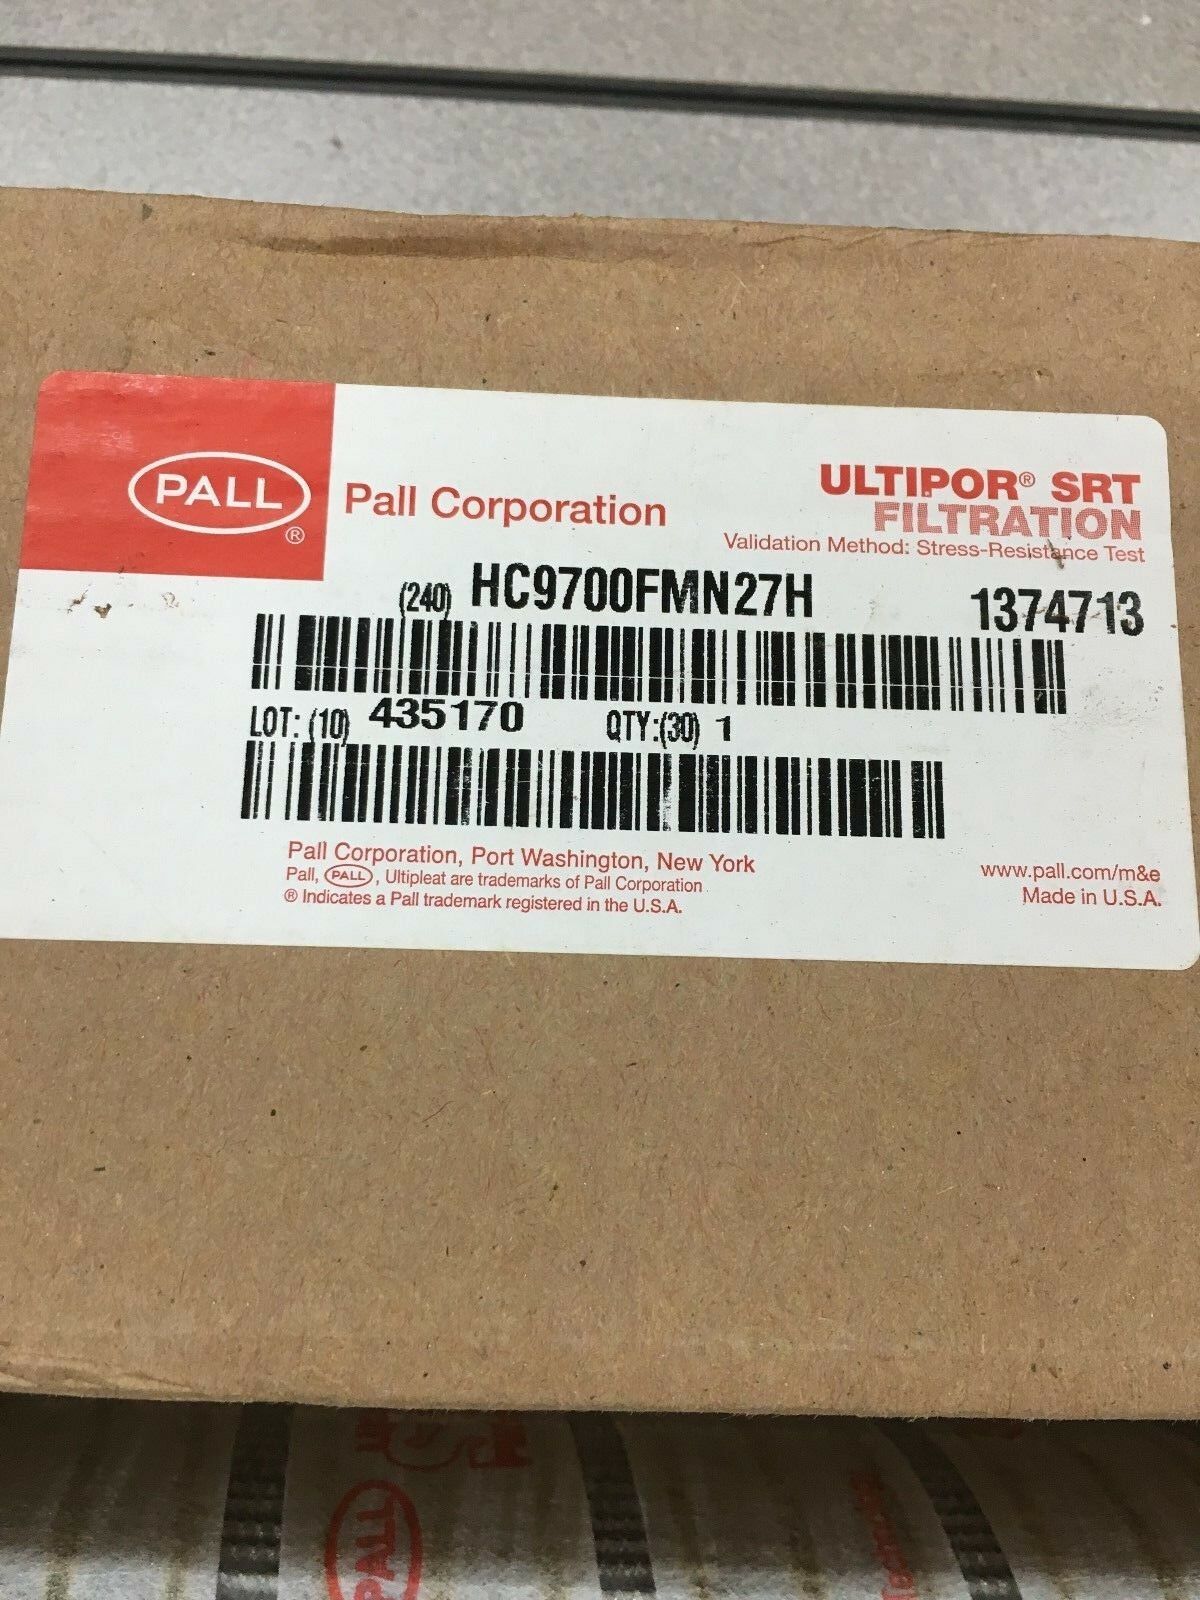 PALL
®
Pall Corporation
ULTIPOR® SRT
FILTRATION
Validation Method: Stress-Resistance Test
(240) HC9700FMN27H 1374713
LOT: (10) 435170 QTY:(30) 1
Pall Corporation, Port Washington, New York
Pall, PALL, Ultipleat are trademarks of Pall Corporation.
® Indicates a Pall trademark registered in the U.S.A.
www.pall.com/m&e
Made in U.S.A.
PALL